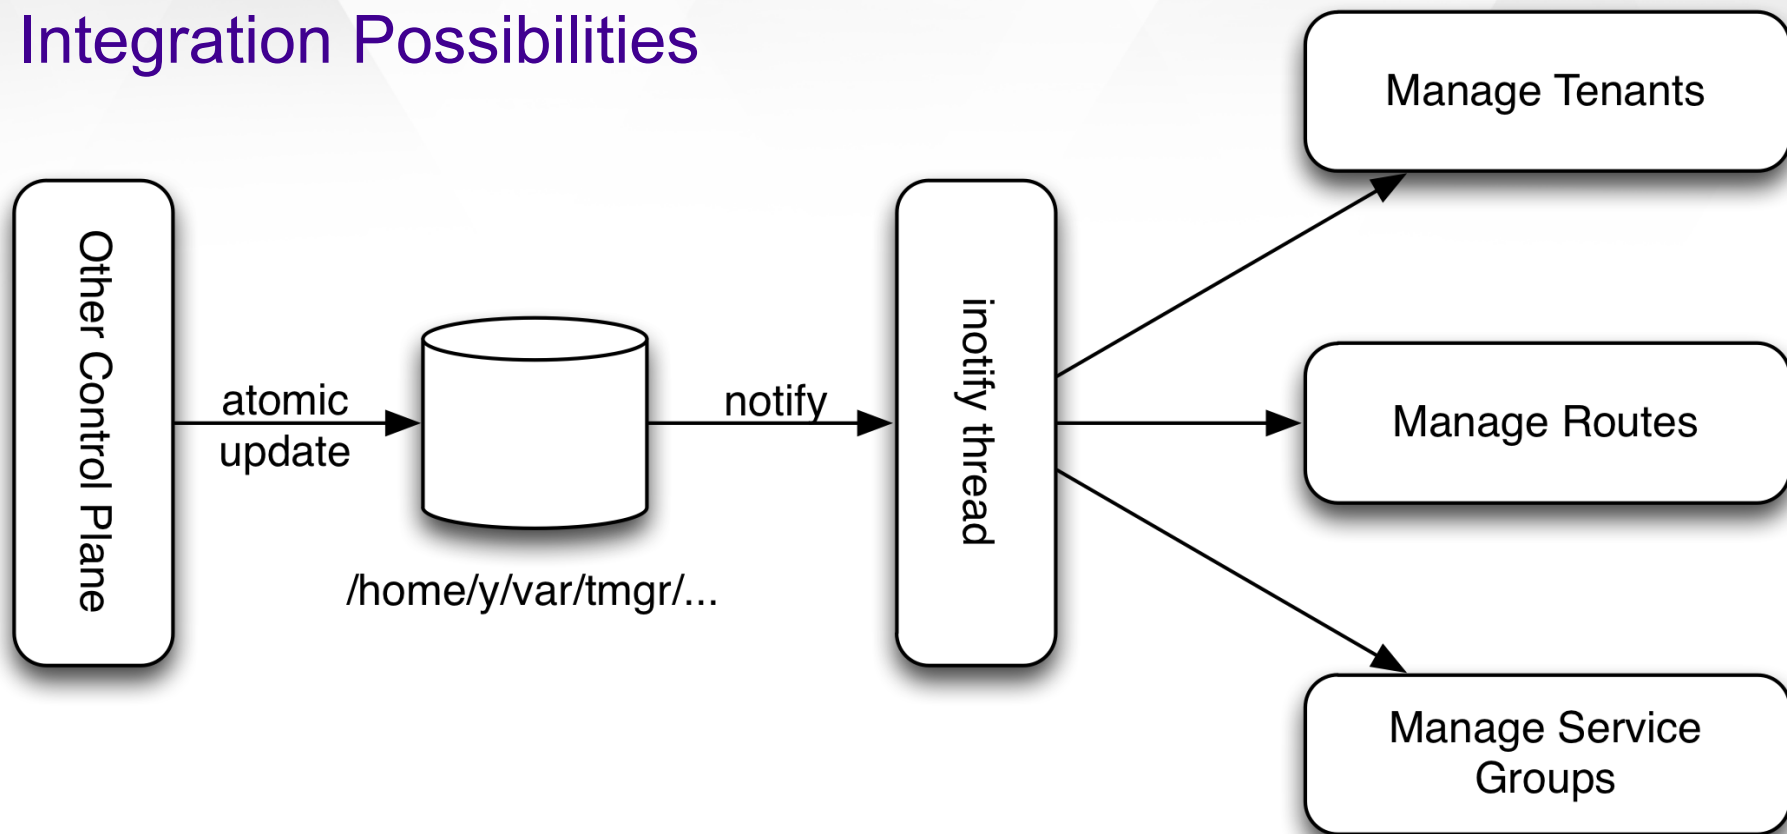 Integration Possibilities
Manage Tenants
Other Control Plane
atomic
update
/home/y/var/tmgr/...
notify
inotify thread
Manage Routes
Manage Service
Groups